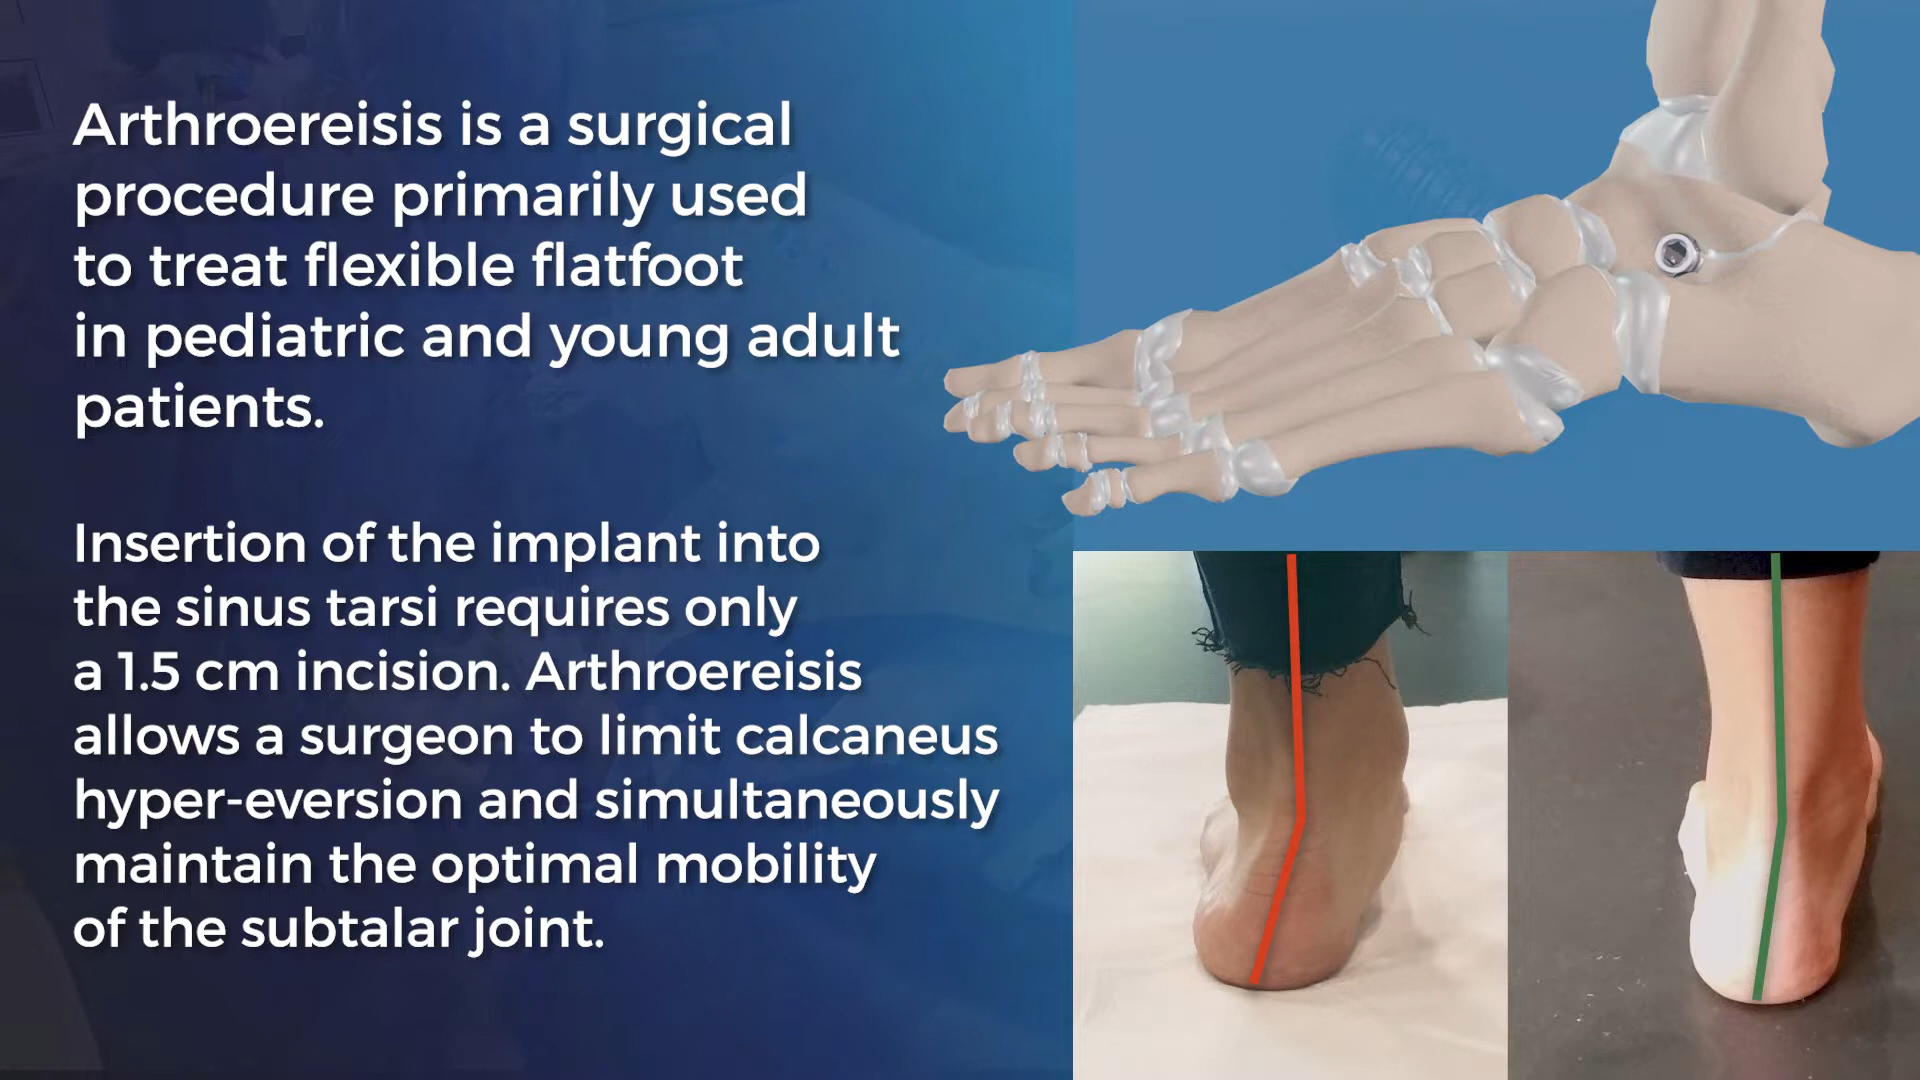 Arthroereisis is a surgical
procedure primarily used
to treat flexible flatfoot
in pediatric and young adult
patients.
Insertion of the implant into
the sinus tarsi requires only
a 1.5 cm incision. Arthroereisis
allows a surgeon to limit calcaneus
hyper-eversion and simultaneously
maintain the optimal mobility
of the subtalar joint.